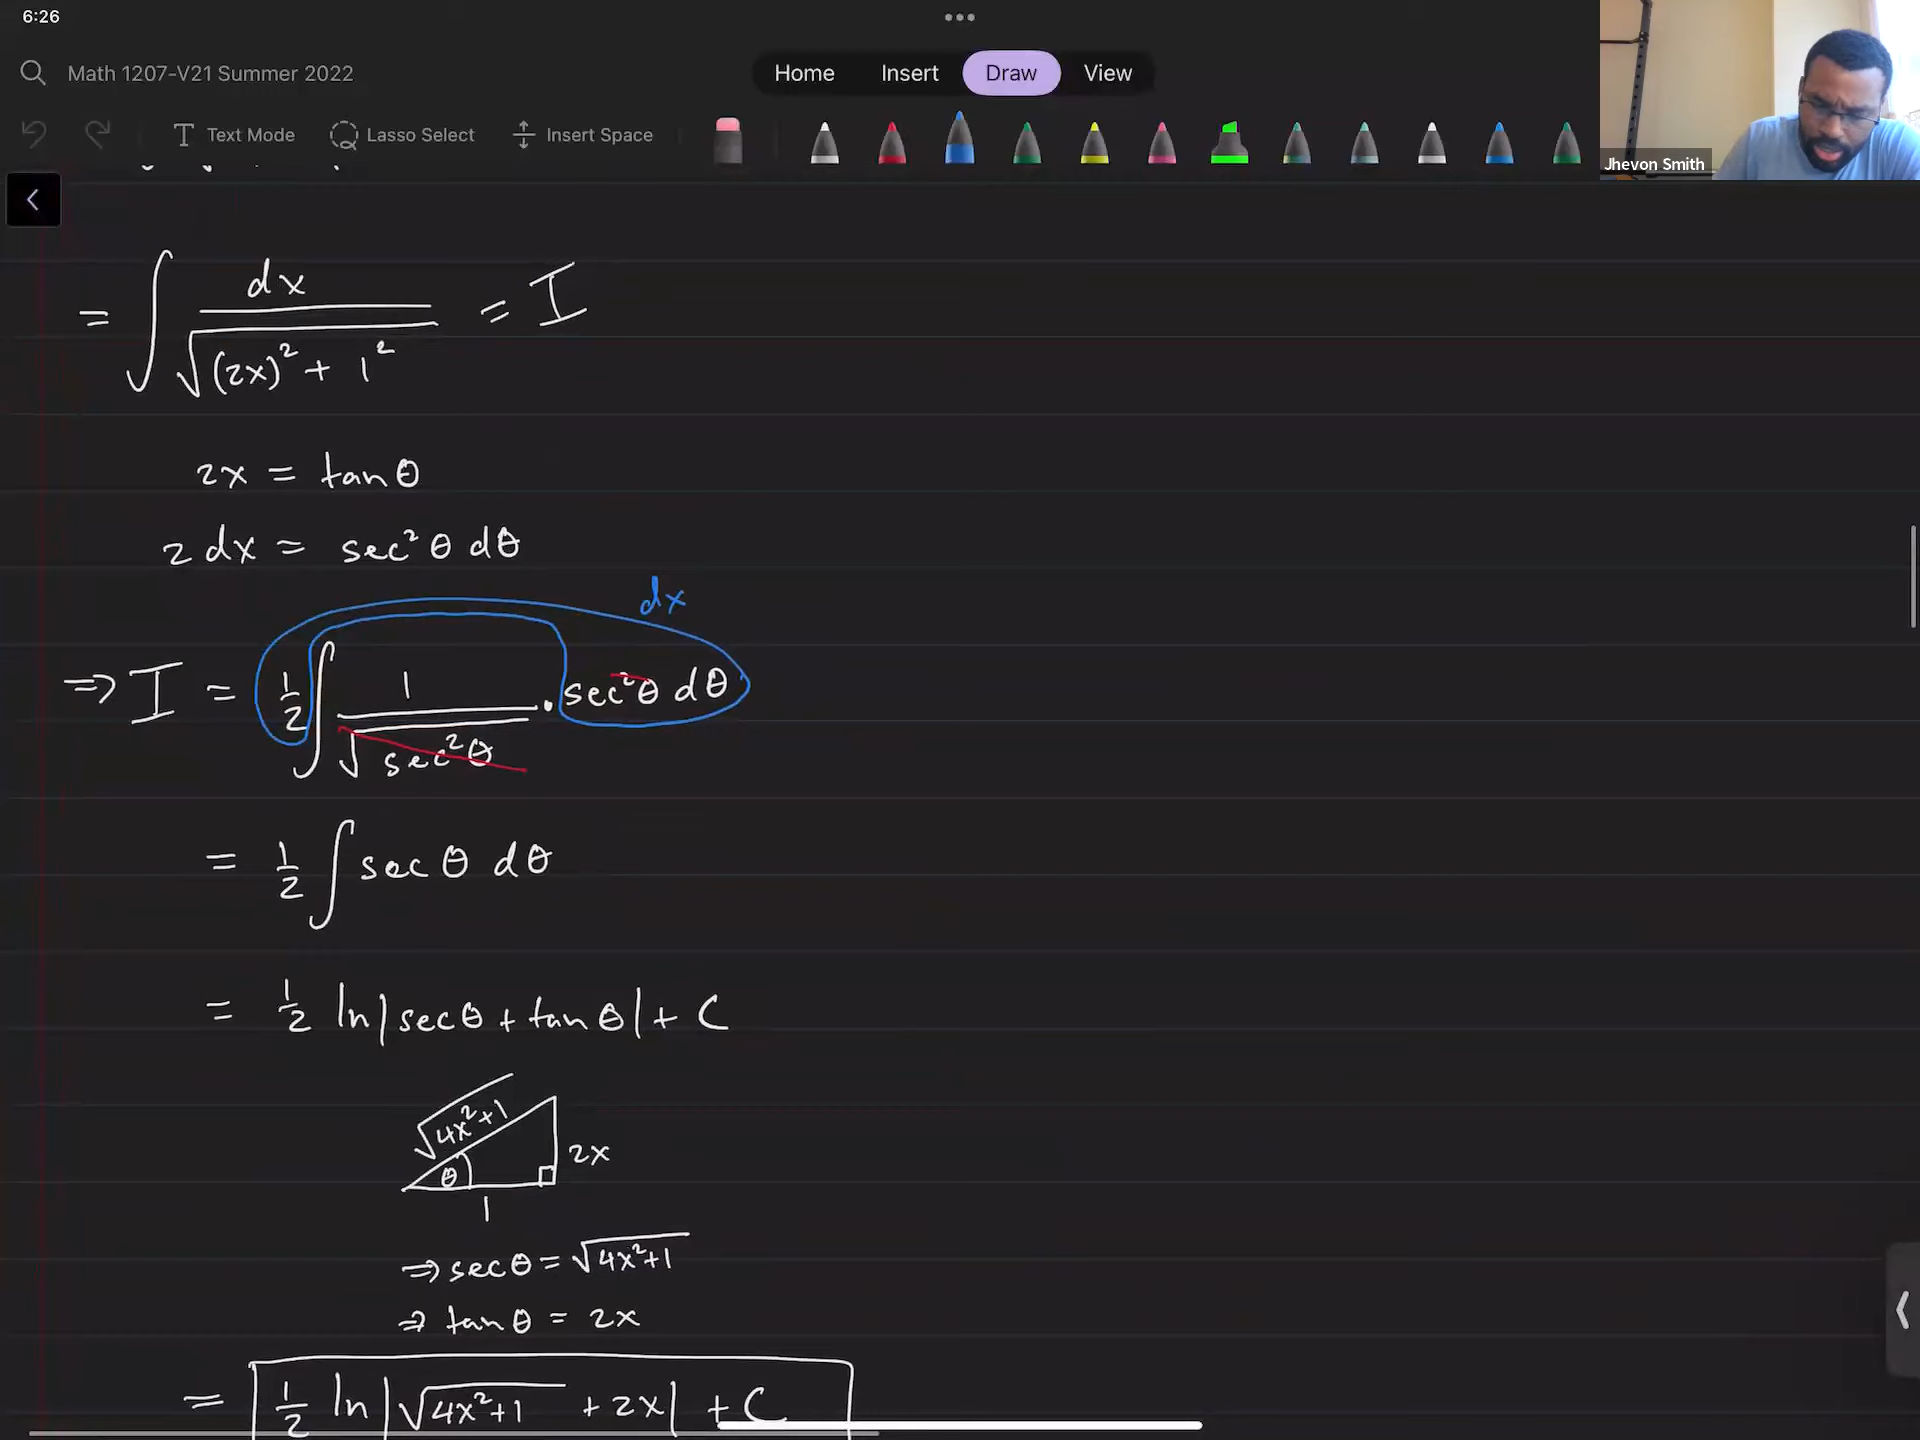 6:26
Math 1207-V21 Summer 2022
Home Insert Draw View
Text Mode Lasso Select Insert Space
Jhevon Smith
= ∫ dx / √((2x)² + 1²) = I
2x = tan θ
2 dx = sec² θ dθ
dx
⇒ I = 1/2 ∫ 1/√(sec² θ) · sec² θ dθ
= 1/2 ∫ sec θ dθ
= 1/2 ln|sec θ + tan θ| + C
√(4x²+1)
θ
2x
1
⇒ sec θ = √(4x²+1)
⇒ tan θ = 2x
= 1/2 ln|√(4x²+1) + 2x| + C